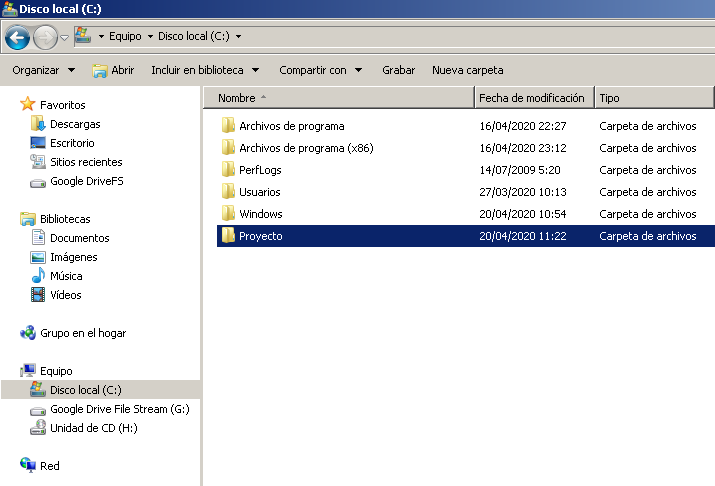 Disco local (C:)
Equipo Disco local (C:)
Organizar Abrir Incluir en biblioteca Compartir con Grabar Nueva carpeta
Favoritos
Descargas
Escritorio
Sitios recientes
Google DriveFS
Bibliotecas
Documentos
Imágenes
Música
Vídeos
Grupo en el hogar
Equipo
Disco local (C:)
Google Drive File Stream (G:)
Unidad de CD (H:)
Red
Nombre Fecha de modificación Tipo
Archivos de programa 16/04/2020 22:27 Carpeta de archivos
Archivos de programa (x86) 16/04/2020 23:12 Carpeta de archivos
PerfLogs 14/07/2009 5:20 Carpeta de archivos
Usuarios 27/03/2020 10:13 Carpeta de archivos
Windows 20/04/2020 10:54 Carpeta de archivos
Proyecto 20/04/2020 11:22 Carpeta de archivos